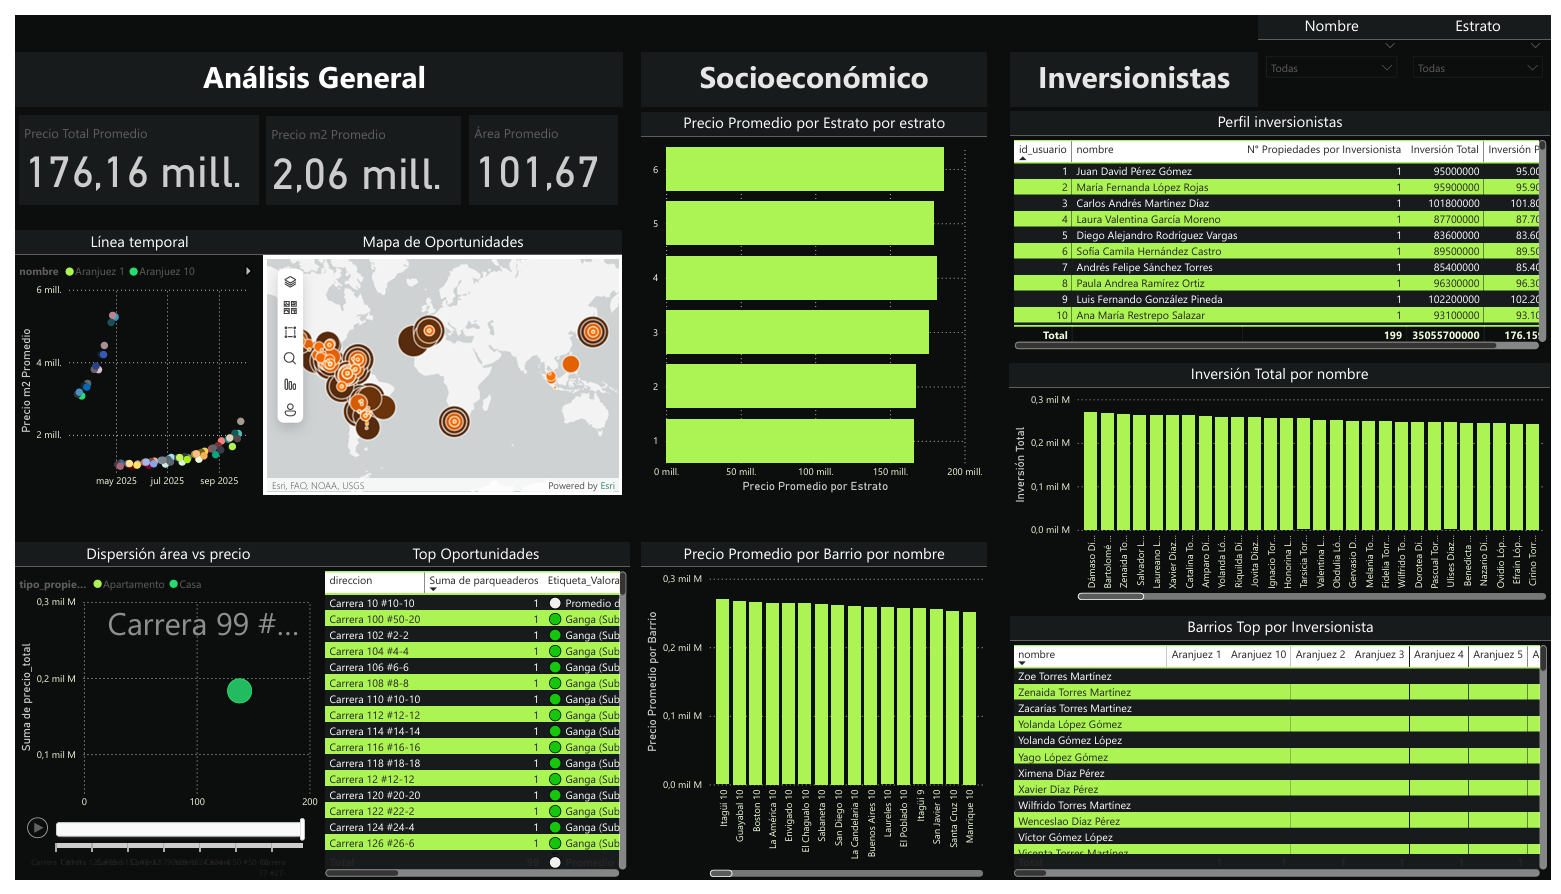 Nombre
Estrato
Todas
Todas
Análisis General
Socioeconómico
Inversionistas
Precio Total Promedio
176,16 mill.
Precio m2 Promedio
2,06 mill.
Área Promedio
101,67
Línea temporal
nombre Aranjuez 1 Aranjuez 10
Precio m2 Promedio
6 mill.
4 mill.
2 mill.
may 2025 jul 2025 sep 2025
Mapa de Oportunidades
Esri, FAO, NOAA, USGS
Powered by Esri
Precio Promedio por Estrato por estrato
6
5
4
3
2
1
0 mill. 50 mill. 100 mill. 150 mill. 200 mill.
Precio Promedio por Estrato
Perfil inversionistas
id_usuario nombre N° Propiedades por Inversionista Inversión Total Inversión P
1 Juan David Pérez Gómez 1 95000000 95.00
2 María Fernanda López Rojas 1 95900000 95.90
3 Carlos Andrés Martínez Díaz 1 101800000 101.80
4 Laura Valentina García Moreno 1 87700000 87.70
5 Diego Alejandro Rodríguez Vargas 1 83600000 83.60
6 Sofía Camila Hernández Castro 1 89500000 89.50
7 Andrés Felipe Sánchez Torres 1 85400000 85.40
8 Paula Andrea Ramírez Ortiz 1 96300000 96.30
9 Luis Fernando González Pineda 1 102200000 102.20
10 Ana María Restrepo Salazar 1 93100000 93.10
Total 199 35055700000 176.15
Inversión Total por nombre
Inversión Total
0,3 mil M
0,2 mil M
0,1 mil M
0,0 mil M
Dámaso Di...
Bartolomé ...
Zenaida To...
Salvador L...
Laureano L...
Xavier Díaz...
Catalina To...
Amparo Di...
Yolanda Ló...
Riquilda Di...
Jovita Díaz...
Ignacio Tor...
Honorina L...
Tarsicia Tor...
Valentina L...
Obdulia Ló...
Gervasio D...
Melania To...
Fidelia Torr...
Wilfrido To...
Dorotea Di...
Pascual Tor...
Ulises Díaz...
Benedicta ...
Nazario Di...
Ovidio Lóp...
Efraín Lóp...
Cirino Torr...
Dispersión área vs precio
tipo_propie... Apartamento Casa
Carrera 99 #...
Suma de precio_total
0,3 mil M
0,2 mil M
0,1 mil M
0 100 200
Top Oportunidades
direccion Suma de parqueaderos Etiqueta_Valora
Carrera 10 #10-10 1 Promedio d
Carrera 100 #50-20 1 Ganga (Sub
Carrera 102 #2-2 1 Ganga (Sub
Carrera 104 #4-4 1 Ganga (Sub
Carrera 106 #6-6 1 Ganga (Sub
Carrera 108 #8-8 1 Ganga (Sub
Carrera 110 #10-10 1 Ganga (Sub
Carrera 112 #12-12 1 Ganga (Sub
Carrera 114 #14-14 1 Ganga (Sub
Carrera 116 #16-16 1 Ganga (Sub
Carrera 118 #18-18 1 Ganga (Sub
Carrera 12 #12-12 1 Ganga (Sub
Carrera 120 #20-20 1 Ganga (Sub
Carrera 122 #22-2 1 Ganga (Sub
Carrera 124 #24-4 1 Ganga (Sub
Carrera 126 #26-6 1 Ganga (Sub
Total Promedio
Precio Promedio por Barrio por nombre
Precio Promedio por Barrio
0,3 mil M
0,2 mil M
0,1 mil M
0,0 mil M
Itagüí 10
Guayabal 10
Boston 10
La América 10
Envigado 10
El Chagualo 10
Sabaneta 10
San Diego 10
La Candelaria 10
Buenos Aires 10
Laureles 10
El Poblado 10
Itagüí 9
San Javier 10
Santa Cruz 10
Manrique 10
Barrios Top por Inversionista
nombre Aranjuez 1 Aranjuez 10 Aranjuez 2 Aranjuez 3 Aranjuez 4 Aranjuez 5 A
Zoe Torres Martínez
Zenaida Torres Martínez
Zacarías Torres Martínez
Yolanda López Gómez
Yolanda Gómez López
Yago López Gómez
Ximena Díaz Pérez
Xavier Díaz Pérez
Wilfrido Torres Martínez
Wenceslao Díaz Pérez
Víctor Gómez López
Vicenta Torres Martínez
Total 1 1 1 1 1 1